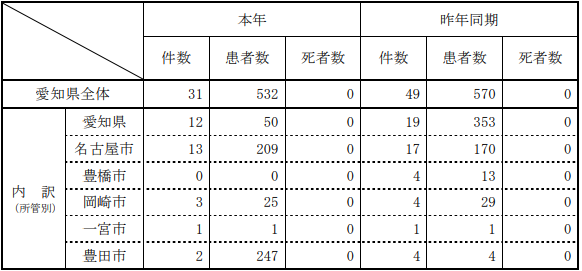 本年 昨年同期
件数 患者数 死者数 件数 患者数 死者数
愛知県全体 31 532 0 49 570 0
内 訳
(所管別)
愛知県 12 50 0 19 353 0
名古屋市 13 209 0 17 170 0
豊橋市 0 0 0 4 13 0
岡崎市 3 25 0 4 29 0
一宮市 1 1 0 1 1 0
豊田市 2 247 0 4 4 0